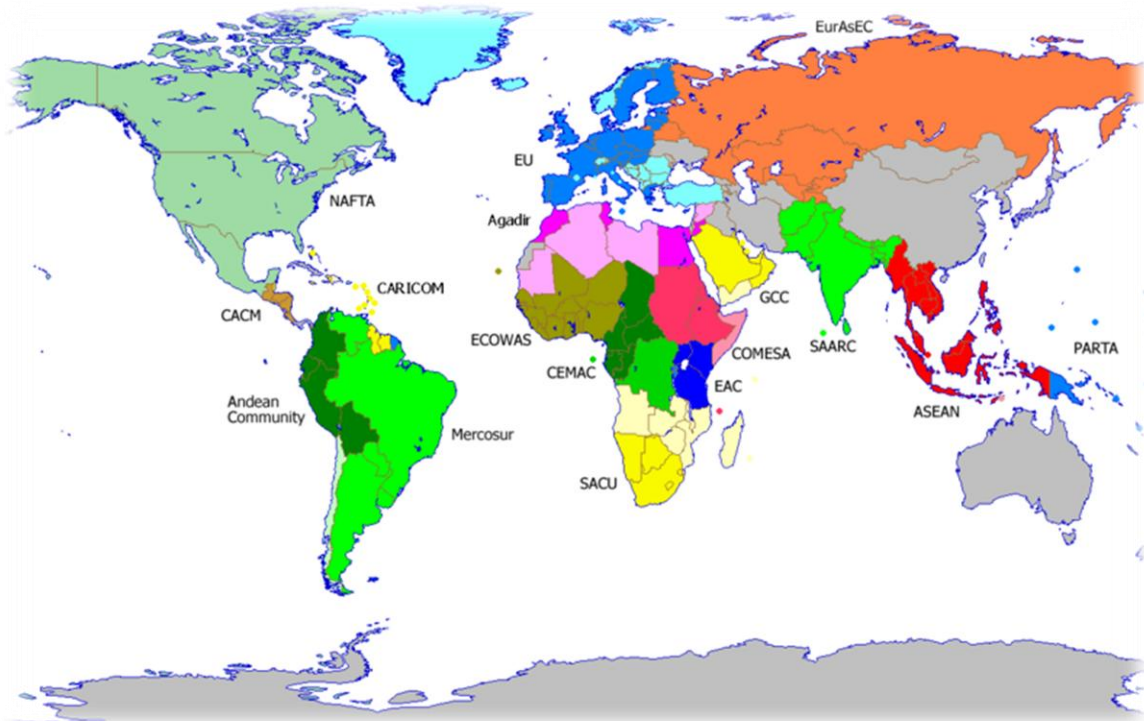 EurAsEC
EU
NAFTA
Agadir
CARICOM
GCC
CACM
ECOWAS
SAARC
COMESA
PARTA
CEMAC
EAC
Andean
Community
ASEAN
Mercosur
SACU